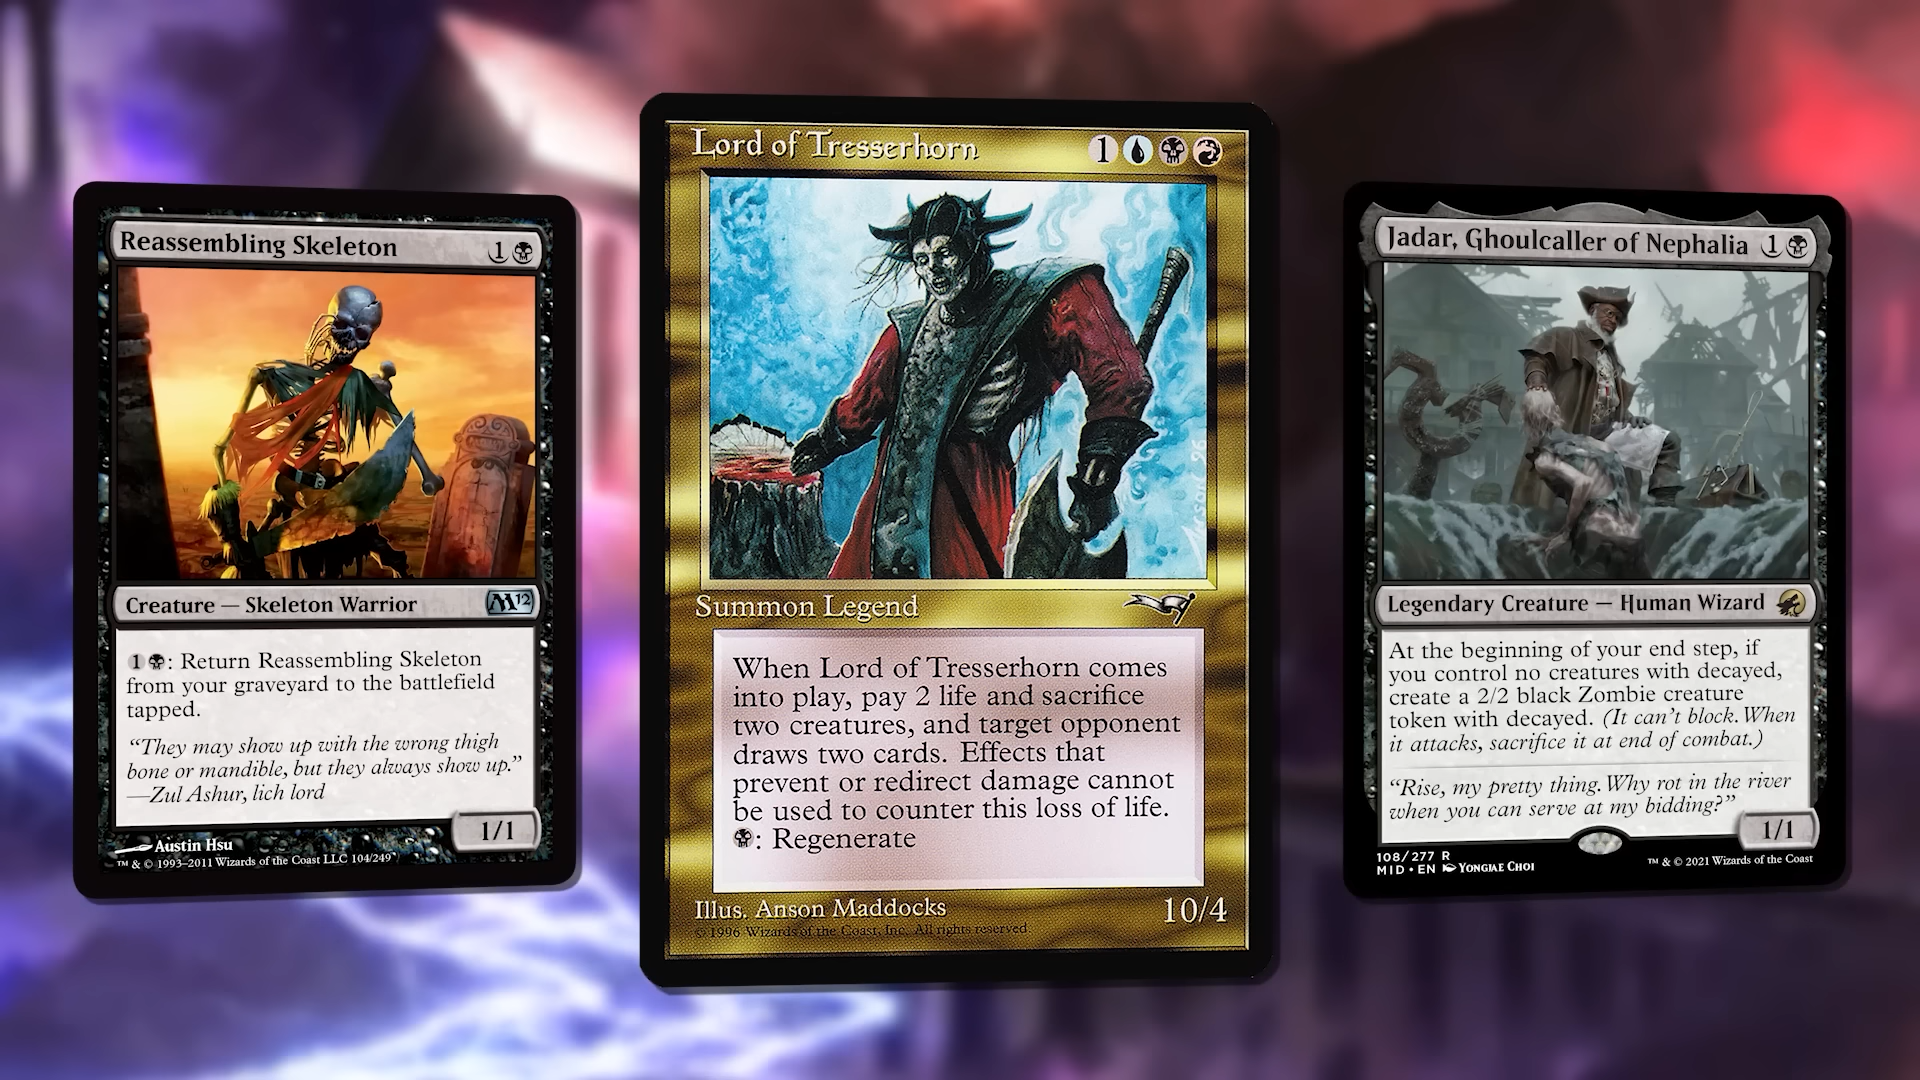 Reassembling Skeleton 1
Creature — Skeleton Warrior M12
1: Return Reassembling Skeleton
from your graveyard to the battlefield
tapped.
“They may show up with the wrong thigh
bone or mandible, but they always show up.”
—Zul Ashur, lich lord
1/1
Austin Hsu
™ & © 1993–2011 Wizards of the Coast LLC 104/249
Lord of Tresserhorn 1
Summon Legend
When Lord of Tresserhorn comes
into play, pay 2 life and sacrifice
two creatures, and target opponent
draws two cards. Effects that
prevent or redirect damage cannot
be used to counter this loss of life.
: Regenerate
Illus. Anson Maddocks 10/4
© 1996 Wizards of the Coast, Inc. All rights reserved
Jadar, Ghoulcaller of Nephalia 1
Legendary Creature — Human Wizard
At the beginning of your end step, if
you control no creatures with decayed,
create a 2/2 black Zombie creature
token with decayed. (It can’t block. When
it attacks, sacrifice it at end of combat.)
“Rise, my pretty thing. Why rot in the river
when you can serve at my bidding?”
1/1
108/277 R
MID • EN Yongjae Choi
™ & © 2021 Wizards of the Coast